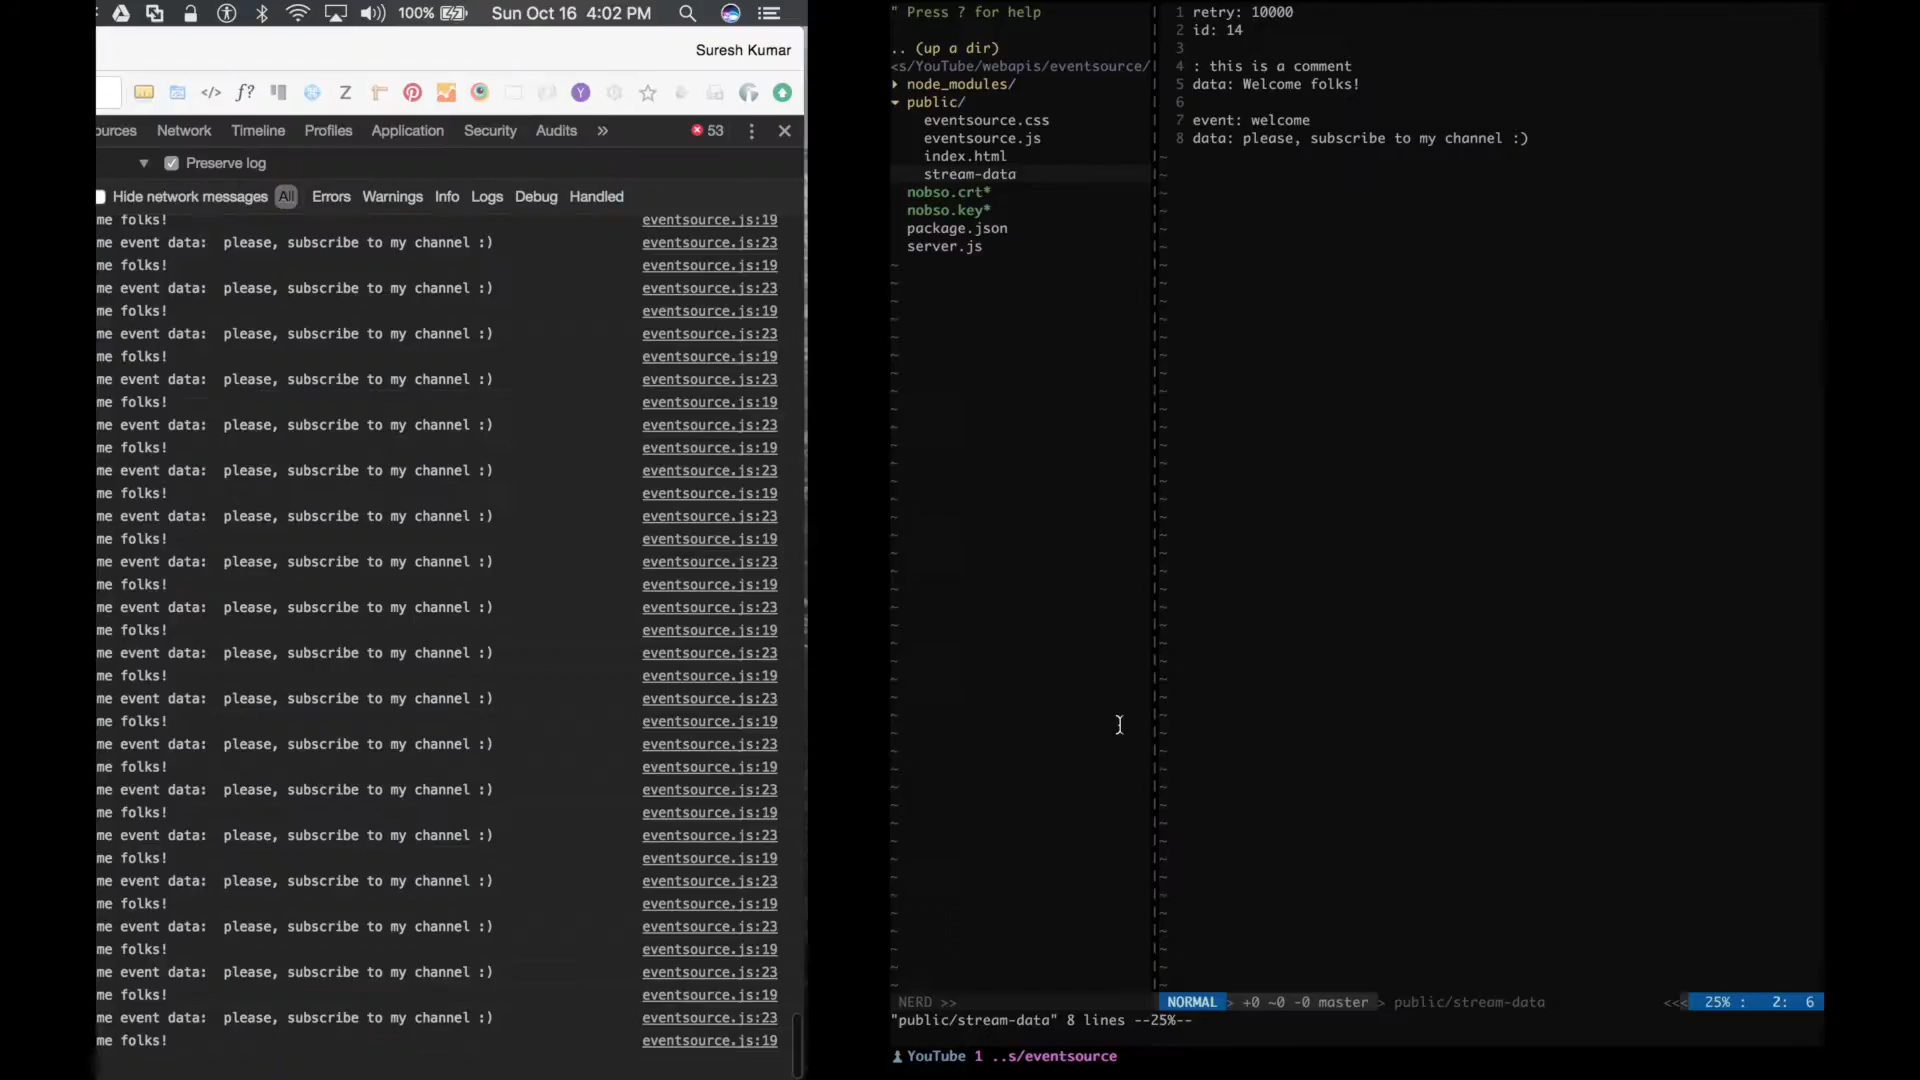 100% Sun Oct 16 4:02 PM
Suresh Kumar
</> f? Z Y
ources Network Timeline Profiles Application Security Audits » 53
Preserve log
Hide network messages All Errors Warnings Info Logs Debug Handled
me folks! eventsource.js:19
me event data: please, subscribe to my channel :) eventsource.js:23
me folks! eventsource.js:19
me event data: please, subscribe to my channel :) eventsource.js:23
me folks! eventsource.js:19
me event data: please, subscribe to my channel :) eventsource.js:23
me folks! eventsource.js:19
me event data: please, subscribe to my channel :) eventsource.js:23
me folks! eventsource.js:19
me event data: please, subscribe to my channel :) eventsource.js:23
me folks! eventsource.js:19
me event data: please, subscribe to my channel :) eventsource.js:23
me folks! eventsource.js:19
me event data: please, subscribe to my channel :) eventsource.js:23
me folks! eventsource.js:19
me event data: please, subscribe to my channel :) eventsource.js:23
me folks! eventsource.js:19
me event data: please, subscribe to my channel :) eventsource.js:23
me folks! eventsource.js:19
me event data: please, subscribe to my channel :) eventsource.js:23
me folks! eventsource.js:19
me event data: please, subscribe to my channel :) eventsource.js:23
me folks! eventsource.js:19
me event data: please, subscribe to my channel :) eventsource.js:23
me folks! eventsource.js:19
me event data: please, subscribe to my channel :) eventsource.js:23
me folks! eventsource.js:19
me event data: please, subscribe to my channel :) eventsource.js:23
me folks! eventsource.js:19
me event data: please, subscribe to my channel :) eventsource.js:23
me folks! eventsource.js:19
me event data: please, subscribe to my channel :) eventsource.js:23
me folks! eventsource.js:19
me event data: please, subscribe to my channel :) eventsource.js:23
me folks! eventsource.js:19
me event data: please, subscribe to my channel :) eventsource.js:23
me folks! eventsource.js:19
" Press ? for help
.. (up a dir)
<s/YouTube/webapis/eventsource/
node_modules/
public/
eventsource.css
eventsource.js
index.html
stream-data
nobso.crt*
nobso.key*
package.json
server.js
1 retry: 10000
2 id: 14
3
4 : this is a comment
5 data: Welcome folks!
6
7 event: welcome
8 data: please, subscribe to my channel :)
NERD >>
NORMAL > +0 ~0 -0 master > public/stream-data <<< 25% : 2: 6
"public/stream-data" 8 lines --25%--
YouTube 1 ..s/eventsource